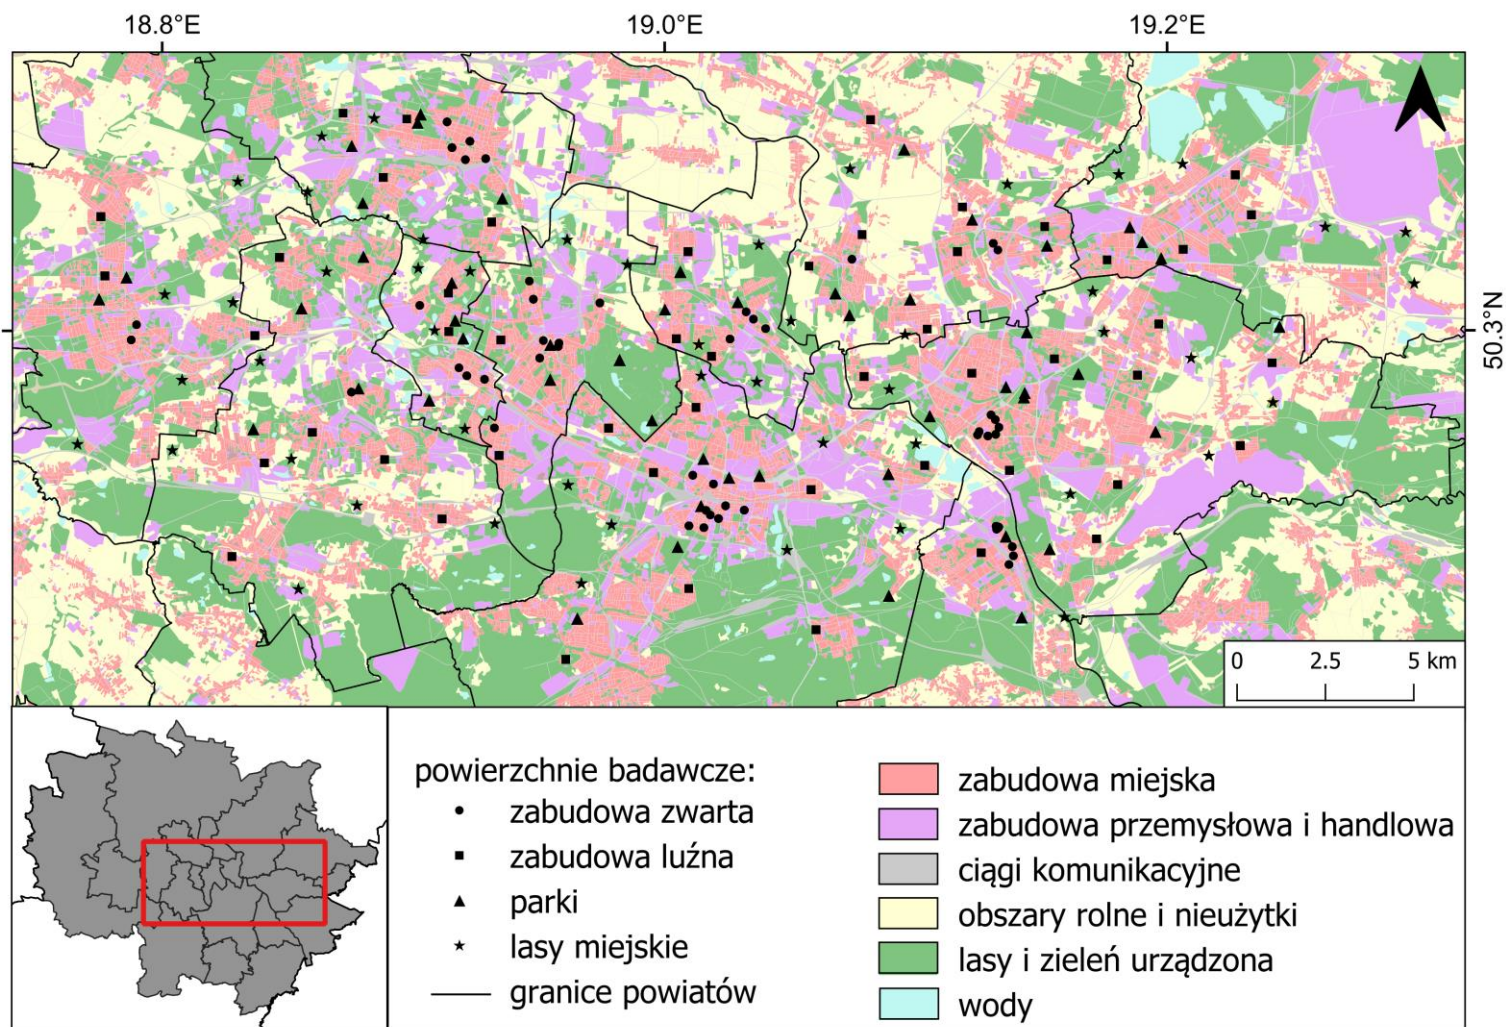 18.8°E 19.0°E 19.2°E
50.3°N
0 2.5 5 km
powierzchnie badawcze:
zabudowa zwarta
zabudowa luźna
parki
lasy miejskie
granice powiatów
zabudowa miejska
zabudowa przemysłowa i handlowa
ciągi komunikacyjne
obszary rolne i nieużytki
lasy i zieleń urządzona
wody